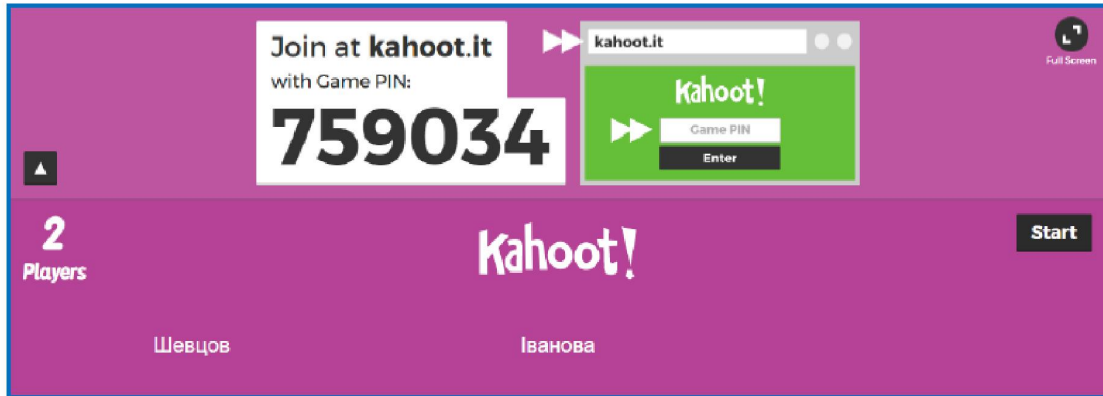 Join at kahoot.it
with Game PIN:
759034
kahoot.it
Kahoot!
Game PIN
Enter
Full Screen
2
Players
Kahoot!
Start
Шевцов
Іванова